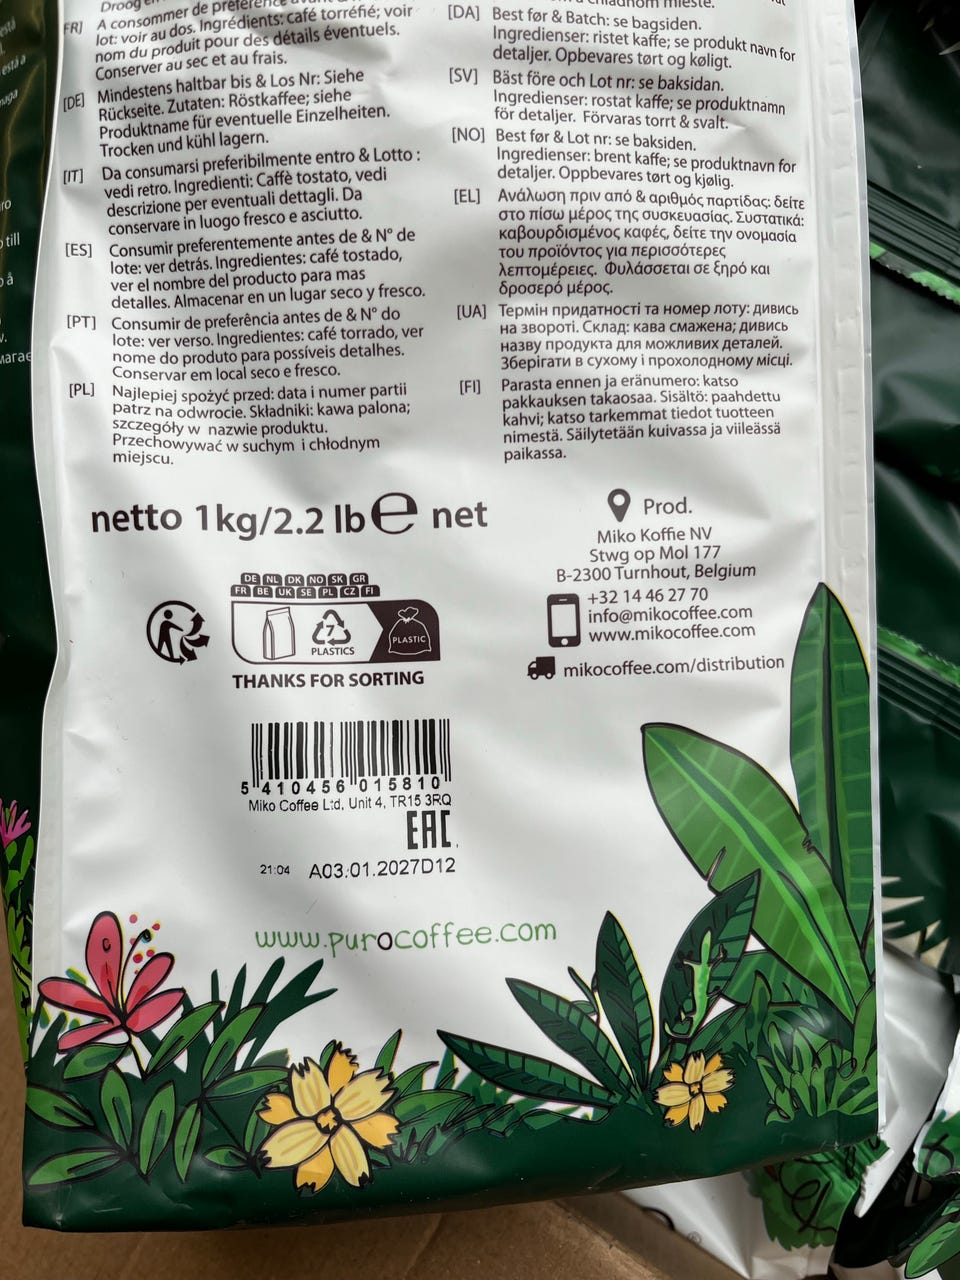 Droog en
[FR] A consommer de préférence avant
lot: voir au dos. Ingrédients: café torréfié; voir
nom du produit pour des détails éventuels.
Conserver au sec et au frais.
[DE] Mindestens haltbar bis & Los Nr: Siehe
Rückseite. Zutaten: Röstkaffee; siehe
Produktname für eventuelle Einzelheiten.
Trocken und kühl lagern.
[IT] Da consumarsi preferibilmente entro & Lotto :
vedi retro. Ingredienti: Caffè tostato, vedi
descrizione per eventuali dettagli. Da
conservare in luogo fresco e asciutto.
[ES] Consumir preferentemente antes de & N° de
lote: ver detrás. Ingredientes: café tostado,
ver el nombre del producto para mas
detalles. Almacenar en un lugar seco y fresco.
[PT] Consumir de preferência antes de & N° do
lote: ver verso. Ingredientes: café torrado, ver
nome do produto para possíveis detalhes.
Conservar em local seco e fresco.
[PL] Najlepiej spożyć przed: data i numer partii
patrz na odwrocie. Składniki: kawa palona;
szczegóły w nazwie produktu.
Przechowywać w suchym i chłodnym
miejscu.
chłodnom mieste.
[DA] Best før & Batch: se bagsiden.
Ingredienser: ristet kaffe; se produkt navn for
detaljer. Opbevares tørt og køligt.
[SV] Bäst före och Lot nr: se baksidan.
Ingredienser: rostat kaffe; se produktnamn
för detaljer. Förvaras torrt & svalt.
[NO] Best før & Lot nr: se baksiden.
Ingredienser: brent kaffe; se produktnavn for
detaljer. Oppbevares tørt og kjølig.
[EL] Ανάλωση πριν από & αριθμός παρτίδας: δείτε
στο πίσω μέρος της συσκευασίας. Συστατικά:
καβουρδισμένος καφές, δείτε την ονομασία
του προϊόντος για περισσότερες
λεπτομέρειες. Φυλάσσεται σε ξηρό και
δροσερό μέρος.
[UA] Термін придатності та номер лоту: дивись
на звороті. Склад: кава смажена; дивись
назву продукта для можливих деталей.
Зберігати в сухому і прохолодному місці.
[FI] Parasta ennen ja eränumero: katso
pakkauksen takaosaa. Sisältö: paahdettu
kahvi; katso tarkemmat tiedot tuotteen
nimestä. Säilytetään kuivassa ja viileässä
paikassa.
netto 1kg/2.2 lb ℮ net
Prod.
Miko Koffie NV
Stwg op Mol 177
B-2300 Turnhout, Belgium
+32 14 46 27 70
info@mikocoffee.com
www.mikocoffee.com
mikocoffee.com/distribution
DE NL DK NO SK GR
FR BE UK SE PL CZ FI
7
PLASTICS
PLASTIC
THANKS FOR SORTING
5 410456 015810
Miko Coffee Ltd, Unit 4, TR15 3RQ
EAC
21:04 A03.01.2027D12
www.purocoffee.com